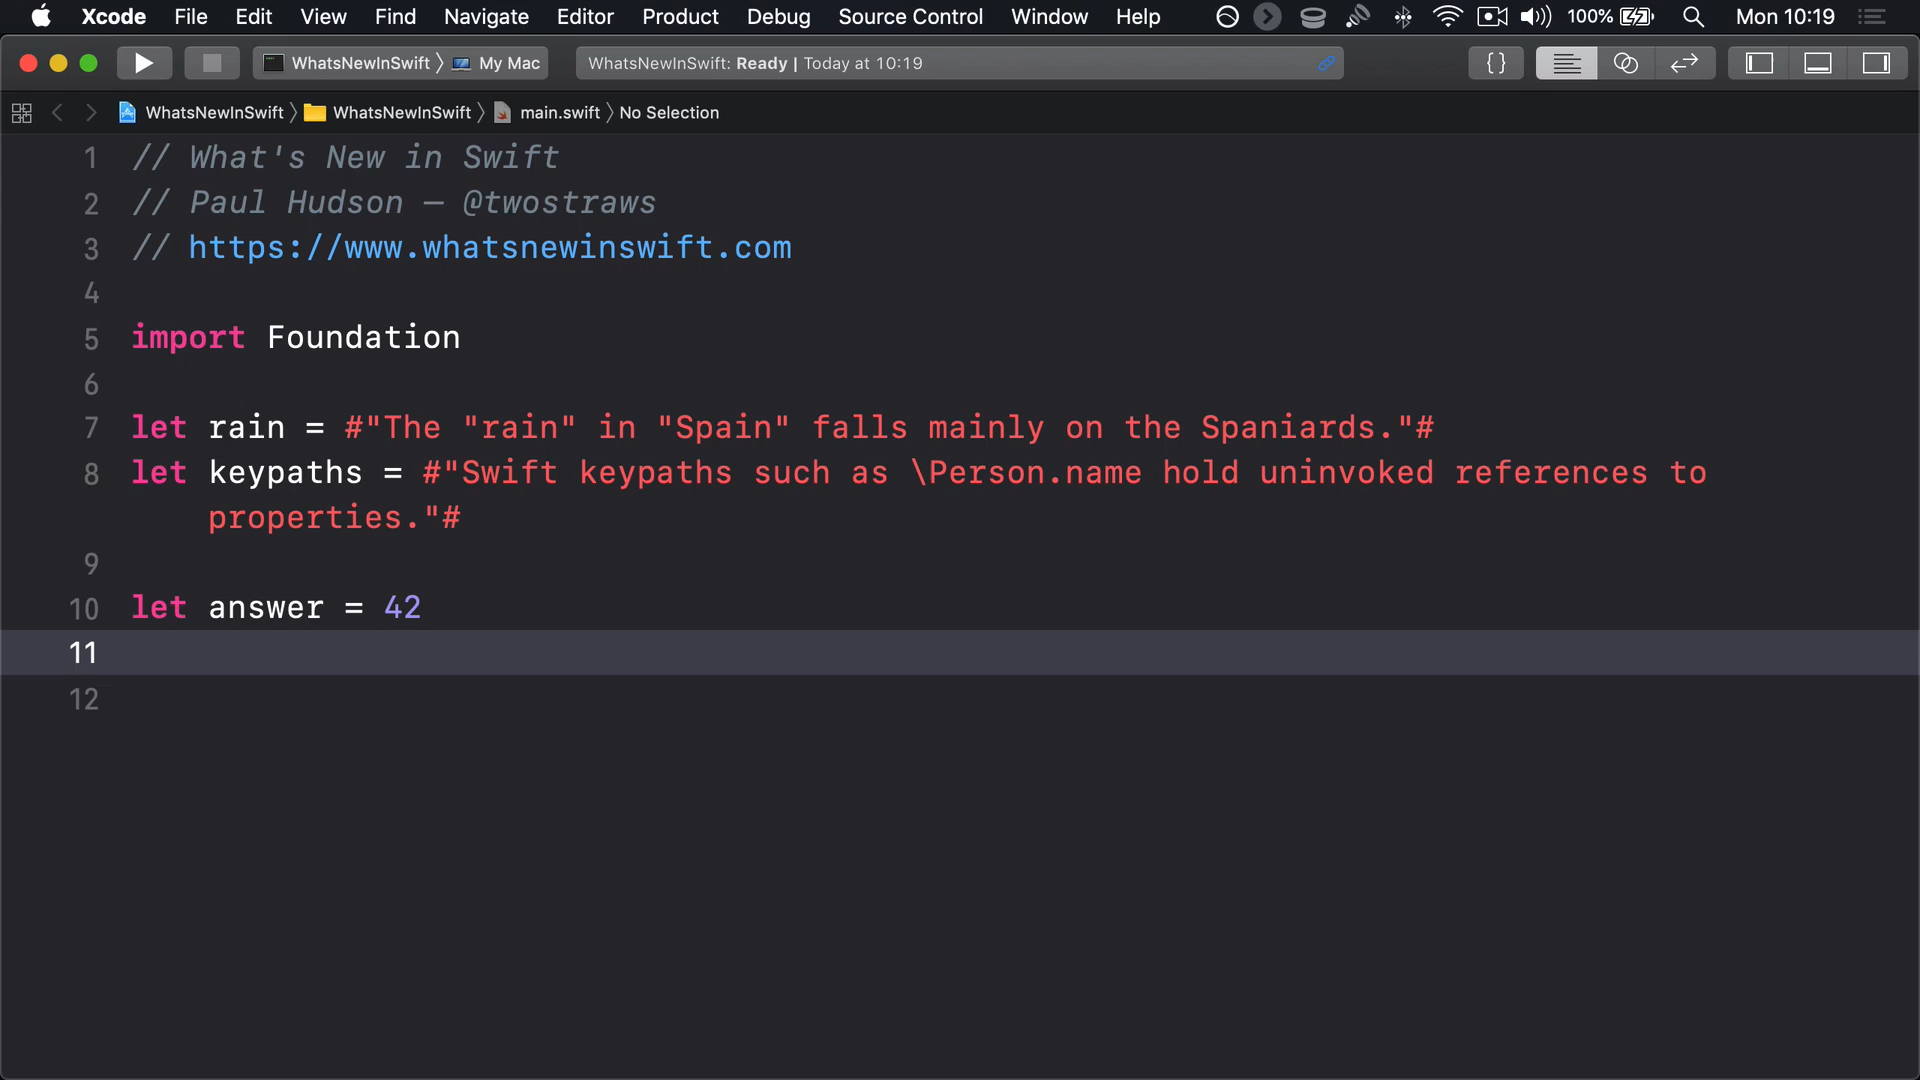 Xcode File Edit View Find Navigate Editor Product Debug Source Control Window Help 100% Mon 10:19
WhatsNewInSwift 〉 My Mac WhatsNewInSwift: Ready | Today at 10:19 {}
WhatsNewInSwift 〉 WhatsNewInSwift 〉 main.swift 〉 No Selection
1 // What's New in Swift
2 // Paul Hudson — @twostraws
3 // https://www.whatsnewinswift.com
4
5 import Foundation
6
7 let rain = #"The "rain" in "Spain" falls mainly on the Spaniards."#
8 let keypaths = #"Swift keypaths such as \Person.name hold uninvoked references to
properties."#
9
10 let answer = 42
11
12